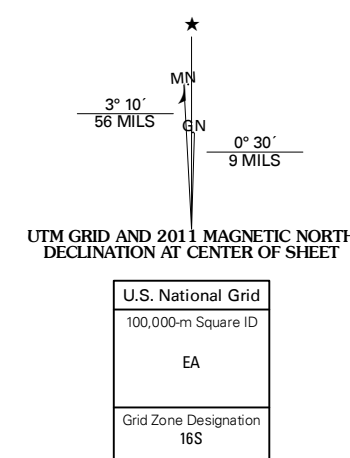 MN
3° 10´
56 MILS
GN
0° 30´
9 MILS
UTM GRID AND 2011 MAGNETIC NORTH
DECLINATION AT CENTER OF SHEET
U.S. National Grid
100,000-m Square ID
EA
Grid Zone Designation
16S